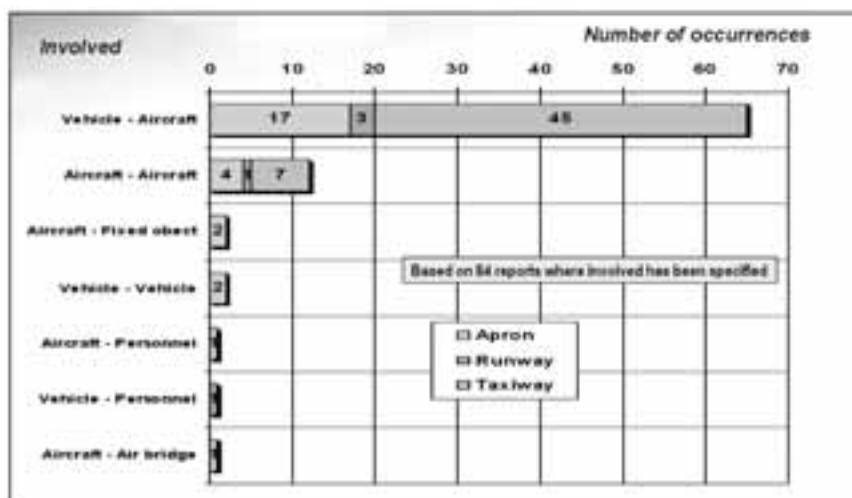 Involved
Number of occurrences
0 10 20 30 40 50 60 70
Vehicle - Aircraft
17 3 45
Aircraft - Aircraft
4 1 7
Aircraft - Fixed obect
2
Vehicle - Vehicle
2
Based on 84 reports where Involved has been specified
Aircraft - Personnel
Apron
Runway
Vehicle - Personnel
Taxiway
Aircraft - Air bridge